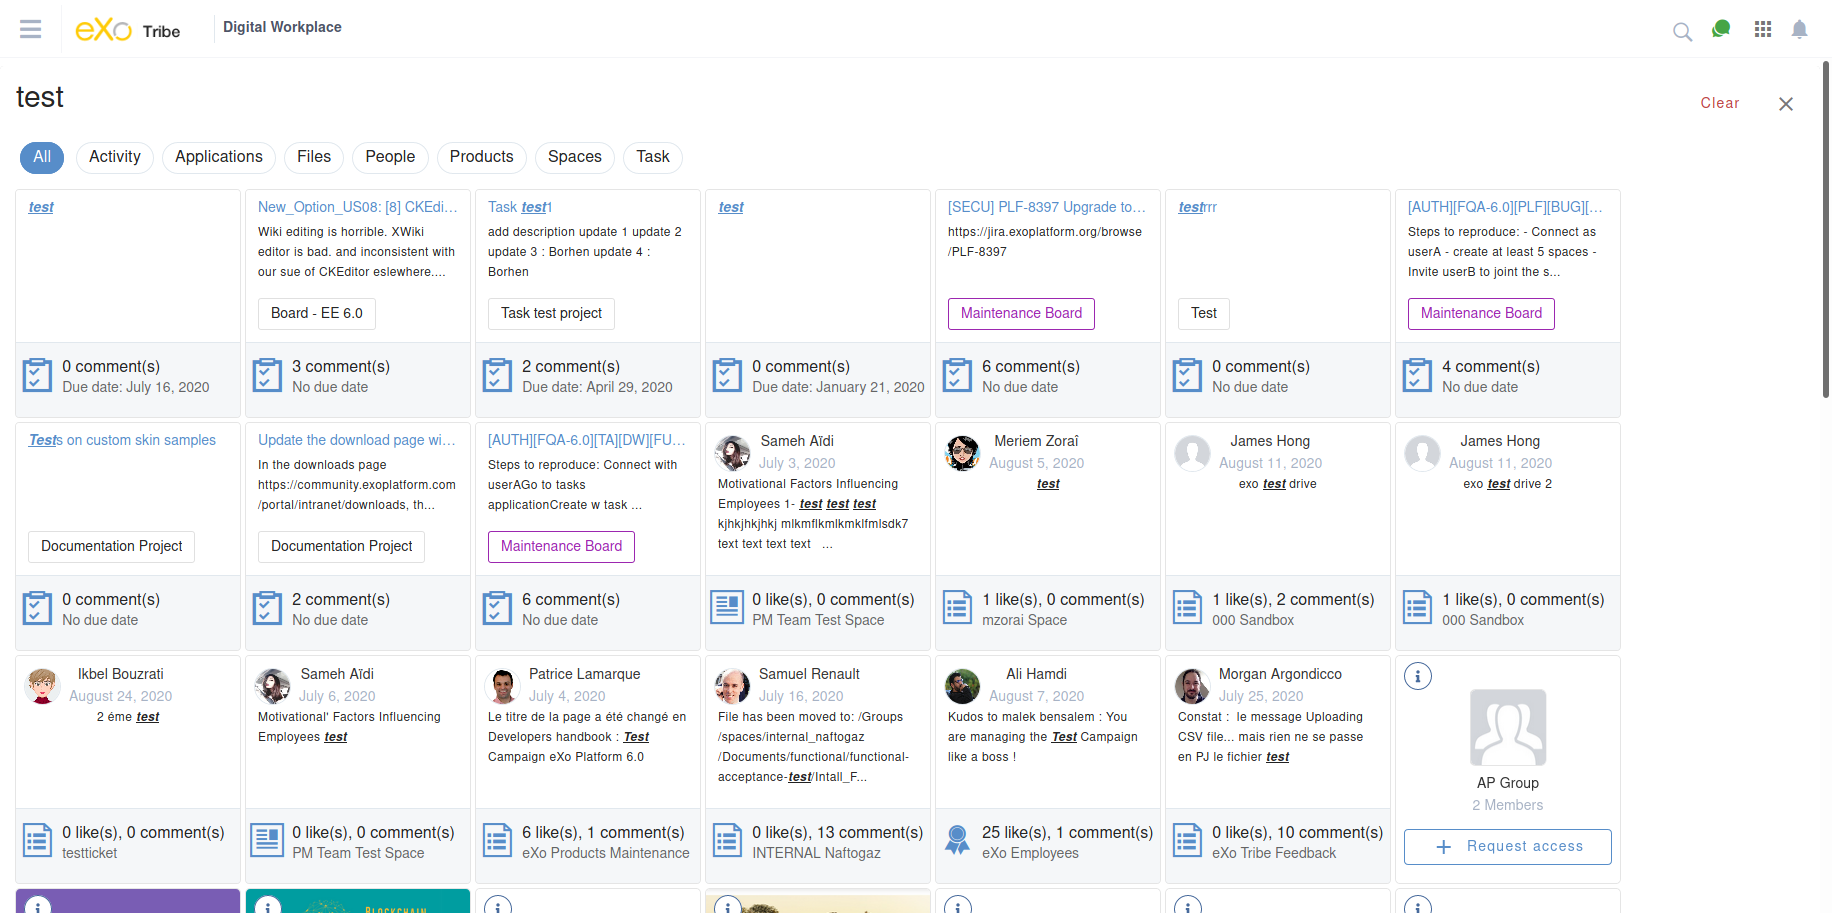 eXo Tribe Digital Workplace
test
Clear
All Activity Applications Files People Products Spaces Task
test
0 comment(s)
Due date: July 16, 2020
New_Option_US08: [8] CKEdi...
Wiki editing is horrible. XWiki
editor is bad. and inconsistent with
our sue of CKEditor eslewhere....
Board - EE 6.0
3 comment(s)
No due date
Task test1
add description update 1 update 2
update 3 : Borhen update 4 :
Borhen
Task test project
2 comment(s)
Due date: April 29, 2020
test
0 comment(s)
Due date: January 21, 2020
[SECU] PLF-8397 Upgrade to...
https://jira.exoplatform.org/browse
/PLF-8397
Maintenance Board
6 comment(s)
No due date
testrrr
Test
0 comment(s)
No due date
[AUTH][FQA-6.0][PLF][BUG][...
Steps to reproduce: - Connect as
userA - create at least 5 spaces -
Invite userB to joint the s...
Maintenance Board
4 comment(s)
No due date
Tests on custom skin samples
Documentation Project
0 comment(s)
No due date
Update the download page wi...
In the downloads page
https://community.exoplatform.com
/portal/intranet/downloads, th...
Documentation Project
2 comment(s)
No due date
[AUTH][FQA-6.0][TA][DW][FU...
Steps to reproduce: Connect with
userAGo to tasks
applicationCreate w task ...
Maintenance Board
6 comment(s)
No due date
Sameh Aïdi
July 3, 2020
Motivational Factors Influencing
Employees 1- test test test
kjhkjhkjhkj mlkmflkmlkmklfmlsdk7
text text text text ...
0 like(s), 0 comment(s)
PM Team Test Space
Meriem Zoraî
August 5, 2020
test
1 like(s), 0 comment(s)
mzorai Space
James Hong
August 11, 2020
exo test drive
1 like(s), 2 comment(s)
000 Sandbox
James Hong
August 11, 2020
exo test drive 2
1 like(s), 0 comment(s)
000 Sandbox
Ikbel Bouzrati
August 24, 2020
2 éme test
0 like(s), 0 comment(s)
testticket
Sameh Aïdi
July 6, 2020
Motivational' Factors Influencing
Employees test
0 like(s), 0 comment(s)
PM Team Test Space
Patrice Lamarque
July 4, 2020
Le titre de la page a été changé en
Developers handbook : Test
Campaign eXo Platform 6.0
6 like(s), 1 comment(s)
eXo Products Maintenance
Samuel Renault
July 16, 2020
File has been moved to: /Groups
/spaces/internal_naftogaz
/Documents/functional/functional-
acceptance-test/Intall_F...
0 like(s), 13 comment(s)
INTERNAL Naftogaz
Ali Hamdi
August 7, 2020
Kudos to malek bensalem : You
are managing the Test Campaign
like a boss !
25 like(s), 1 comment(s)
eXo Employees
Morgan Argondicco
July 25, 2020
Constat : le message Uploading
CSV file... mais rien ne se passe
en PJ le fichier test
0 like(s), 10 comment(s)
eXo Tribe Feedback
AP Group
2 Members
+ Request access
BLOCKCHAIN